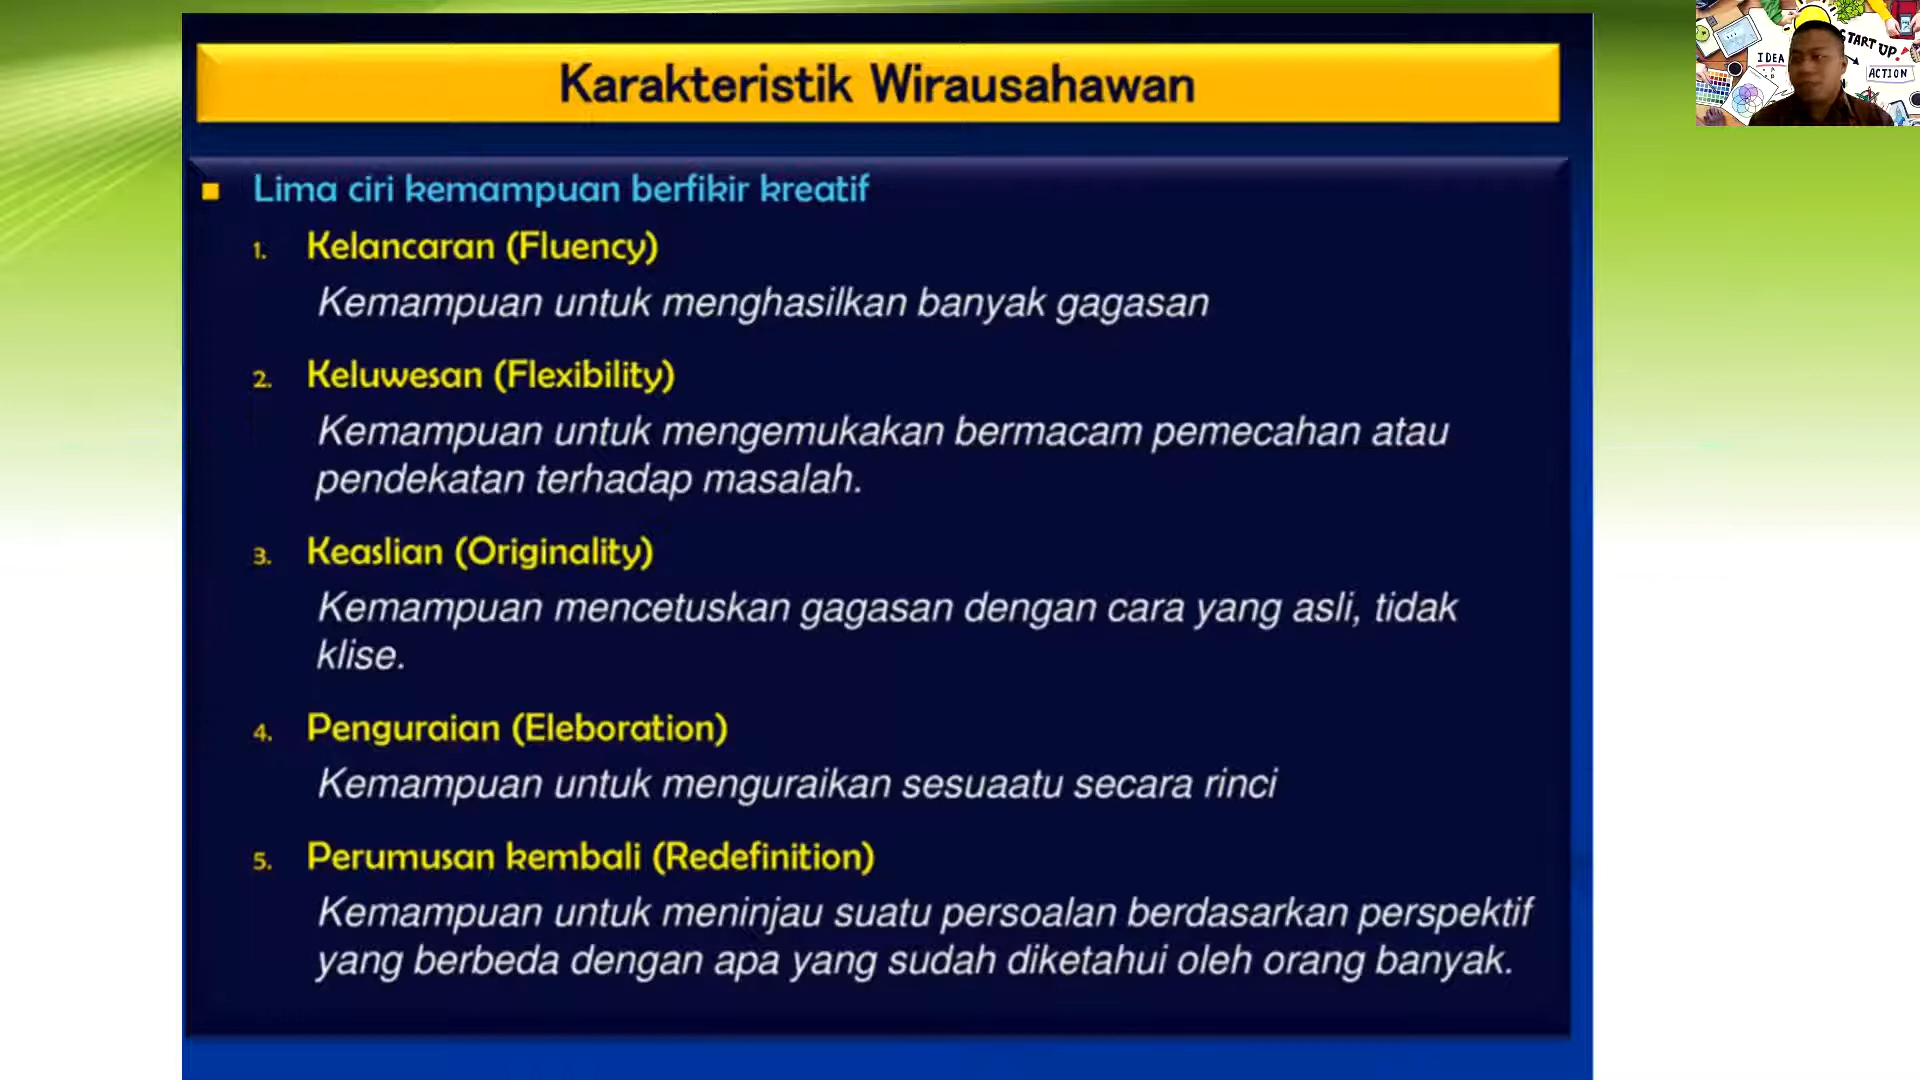 Karakteristik Wirausahawan
START UP!
IDEA
ACTION
Lima ciri kemampuan berfikir kreatif
1. Kelancaran (Fluency)
Kemampuan untuk menghasilkan banyak gagasan
2. Keluwesan (Flexibility)
Kemampuan untuk mengemukakan bermacam pemecahan atau
pendekatan terhadap masalah.
3. Keaslian (Originality)
Kemampuan mencetuskan gagasan dengan cara yang asli, tidak
klise.
4. Penguraian (Eleboration)
Kemampuan untuk menguraikan sesuaatu secara rinci
5. Perumusan kembali (Redefinition)
Kemampuan untuk meninjau suatu persoalan berdasarkan perspektif
yang berbeda dengan apa yang sudah diketahui oleh orang banyak.